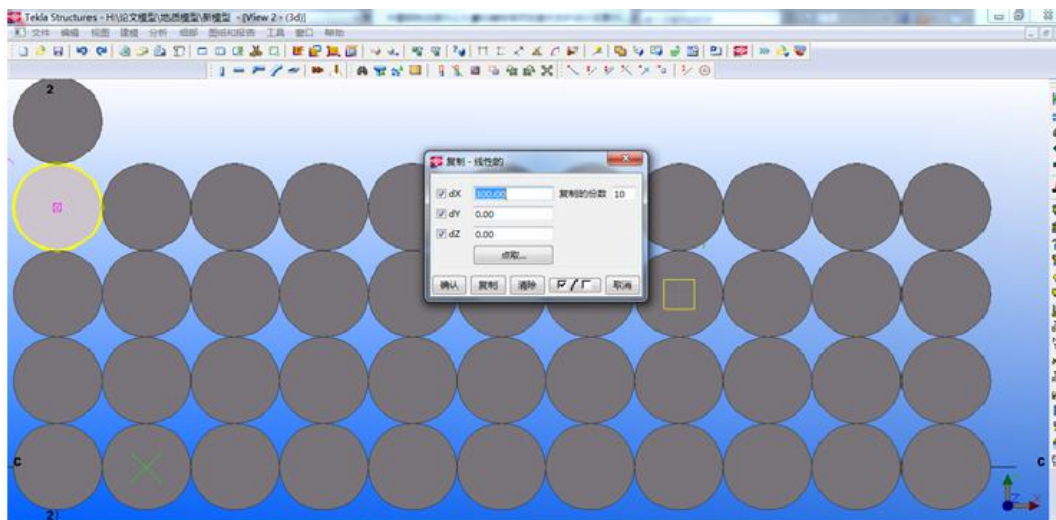 Tekla Structures - H:\论文模型\地质模型\新模型 - [View 2 - (3d)]
文件 编辑 视图 建模 分析 细部 图纸和报告 工具 窗口 帮助
2
复制 - 线性的
dX 300.00 复制的份数 10
dY 0.00
dZ 0.00
点取...
确认 复制 清除 取消
C C
Z x
2)